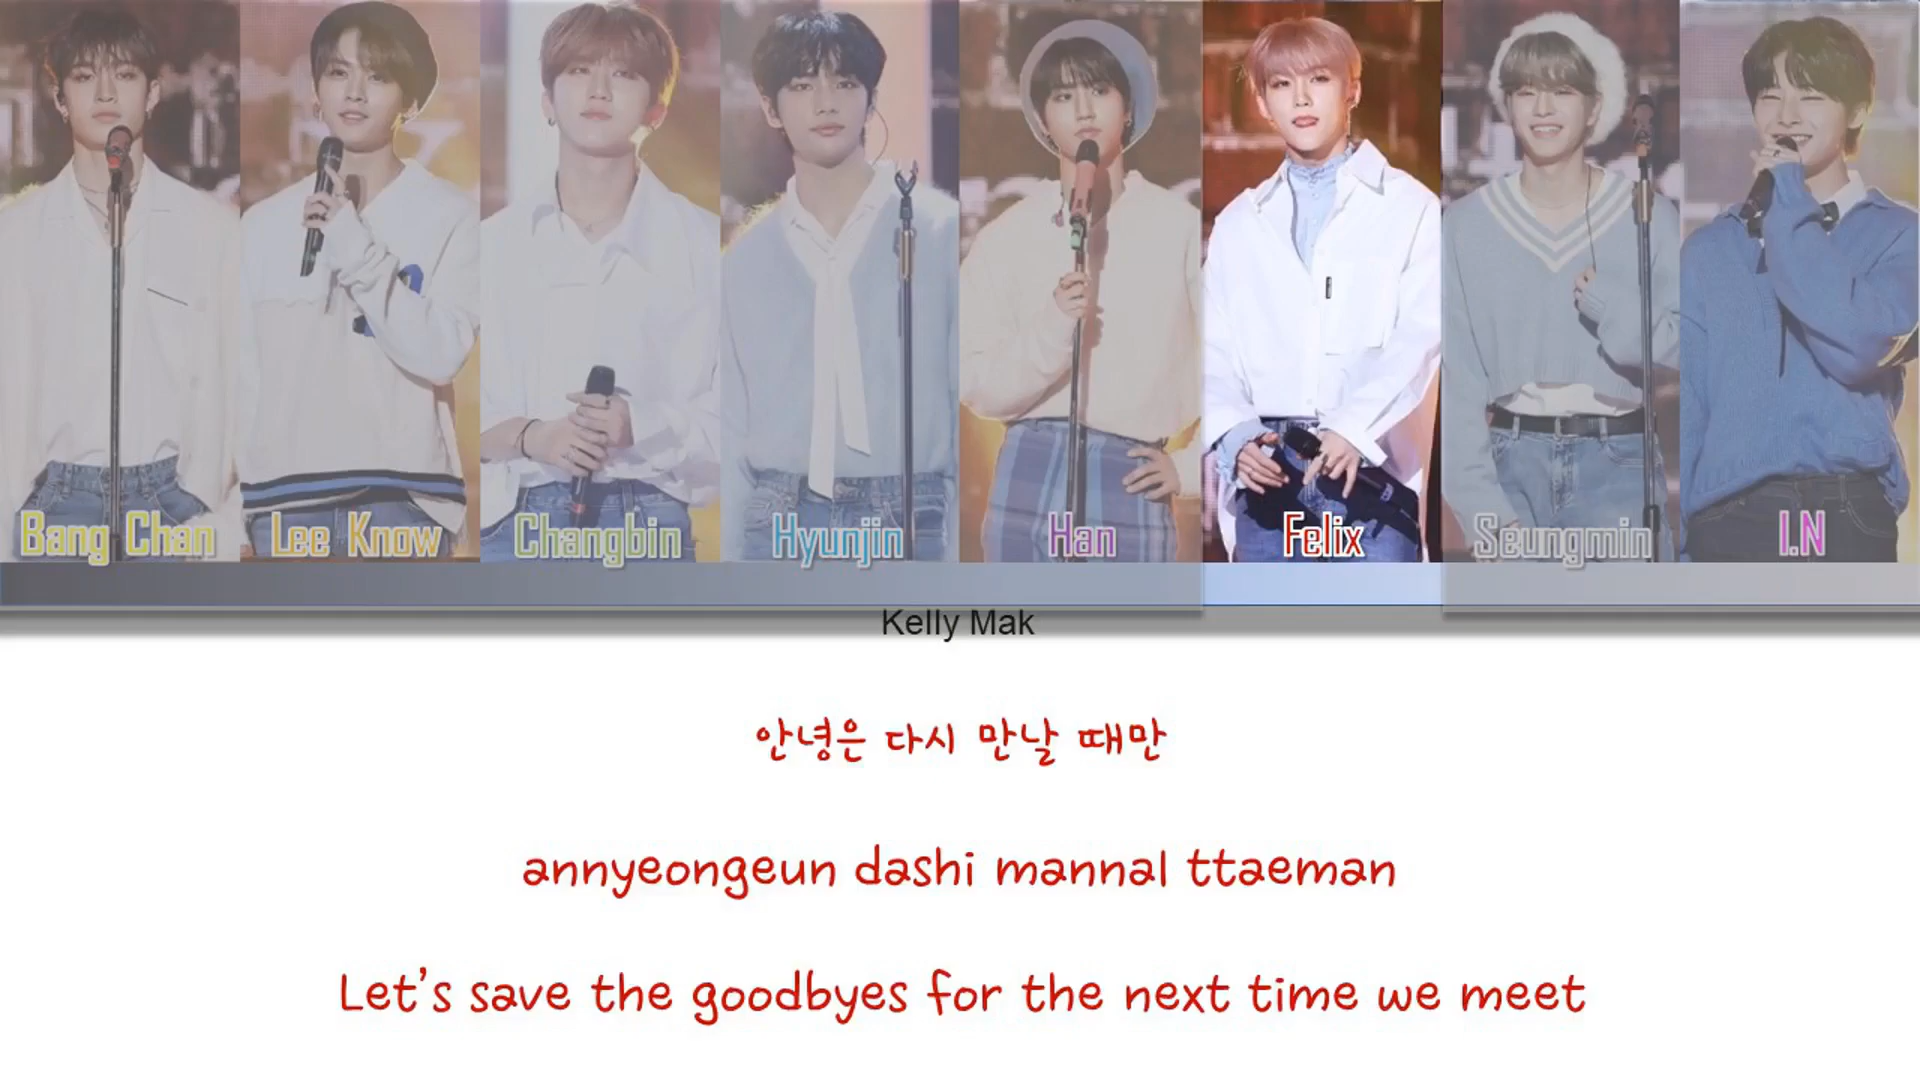 Bang Chan
Lee Know
Changbin
Hyunjin
Han
Felix
Seungmin
I.N
Kelly Mak
안녕은 다시 만날 때만
annyeongeun dashi mannal ttaeman
Let's save the goodbyes for the next time we meet